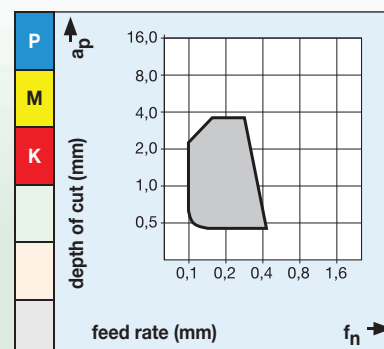 P
M
K
aₚ
depth of cut (mm)
16,0
8,0
4,0
2,0
1,0
0,5
0,1 0,2 0,4 0,8 1,6
feed rate (mm) fₙ